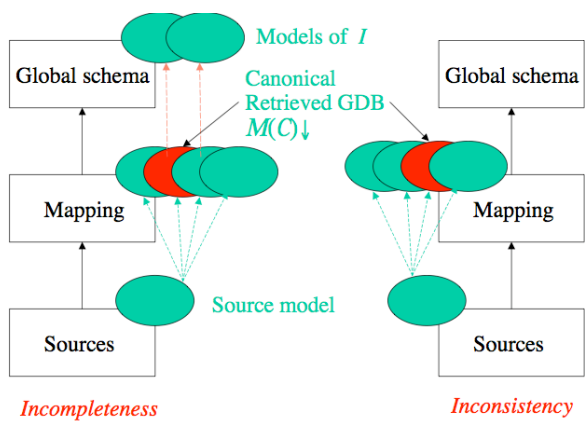 Models of I
Global schema
Global schema
Canonical
Retrieved GDB
M(C)↓
Mapping
Mapping
Source model
Sources
Sources
Incompleteness
Inconsistency